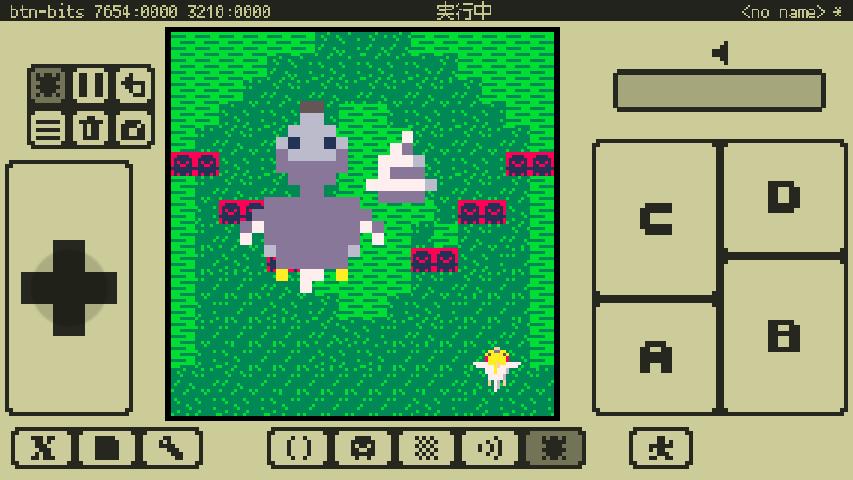 btn-bits 7654:0000 3210:0000 実行中 <no name> *
C
D
A
B
X